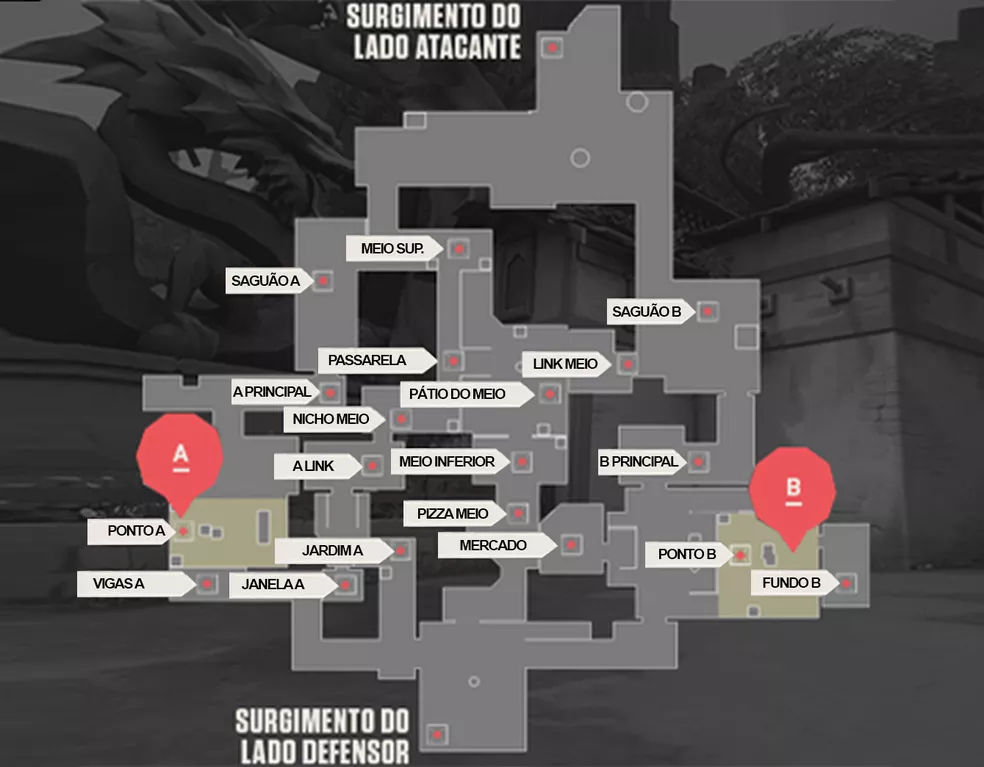 SURGIMENTO DO
LADO ATACANTE
MEIO SUP.
SAGUÃO A
SAGUÃO B
PASSARELA
LINK MEIO
A PRINCIPAL
PÁTIO DO MEIO
NICHO MEIO
A
A LINK
MEIO INFERIOR
B PRINCIPAL
B
PIZZA MEIO
PONTO A
JARDIM A
MERCADO
PONTO B
VIGAS A
JANELA A
FUNDO B
SURGIMENTO DO
LADO DEFENSOR